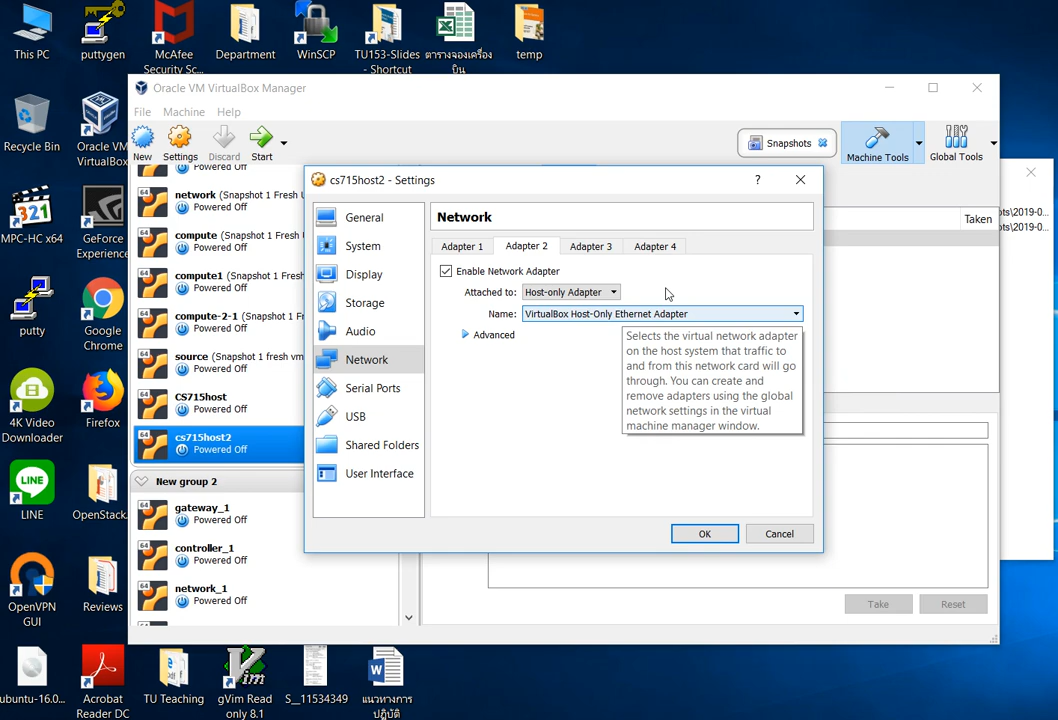 This PC
puttygen
McAfee
Security Sc...
Department
WinSCP
TU153-Slides
- Shortcut
ตารางจองเครื่อง
บิน
temp
Recycle Bin
Oracle VM
VirtualBox
MPC-HC x64
GeForce
Experience
putty
Google
Chrome
4K Video
Downloader
Firefox
LINE
OpenStack.
OpenVPN
GUI
Reviews
ubuntu-16.0...
Acrobat
Reader DC
TU Teaching
gVim Read
only 8.1
S__11534349
แนวทางการ
ปฏิบัติ
Oracle VM VirtualBox Manager
File Machine Help
New
Settings
Discard
Start
Snapshots
Machine Tools
Global Tools
Powered Off
network (Snapshot 1 Fresh U
Powered Off
compute (Snapshot 1 Fresh U
Powered Off
compute1 (Snapshot 1 Fresh
Powered Off
compute-2-1 (Snapshot 1 Fres
Powered Off
source (Snapshot 1 fresh vm
Powered Off
CS715host
Powered Off
cs715host2
Powered Off
New group 2
gateway_1
Powered Off
controller_1
Powered Off
network_1
Powered Off
Taken
ots\2019-0...
ots\2019-0...
Take
Reset
cs715host2 - Settings
?
General
System
Display
Storage
Audio
Network
Serial Ports
USB
Shared Folders
User Interface
Network
Adapter 1 Adapter 2 Adapter 3 Adapter 4
Enable Network Adapter
Attached to: Host-only Adapter
Name: VirtualBox Host-Only Ethernet Adapter
Advanced
Selects the virtual network adapter
on the host system that traffic to
and from this network card will go
through. You can create and
remove adapters using the global
network settings in the virtual
machine manager window.
OK
Cancel